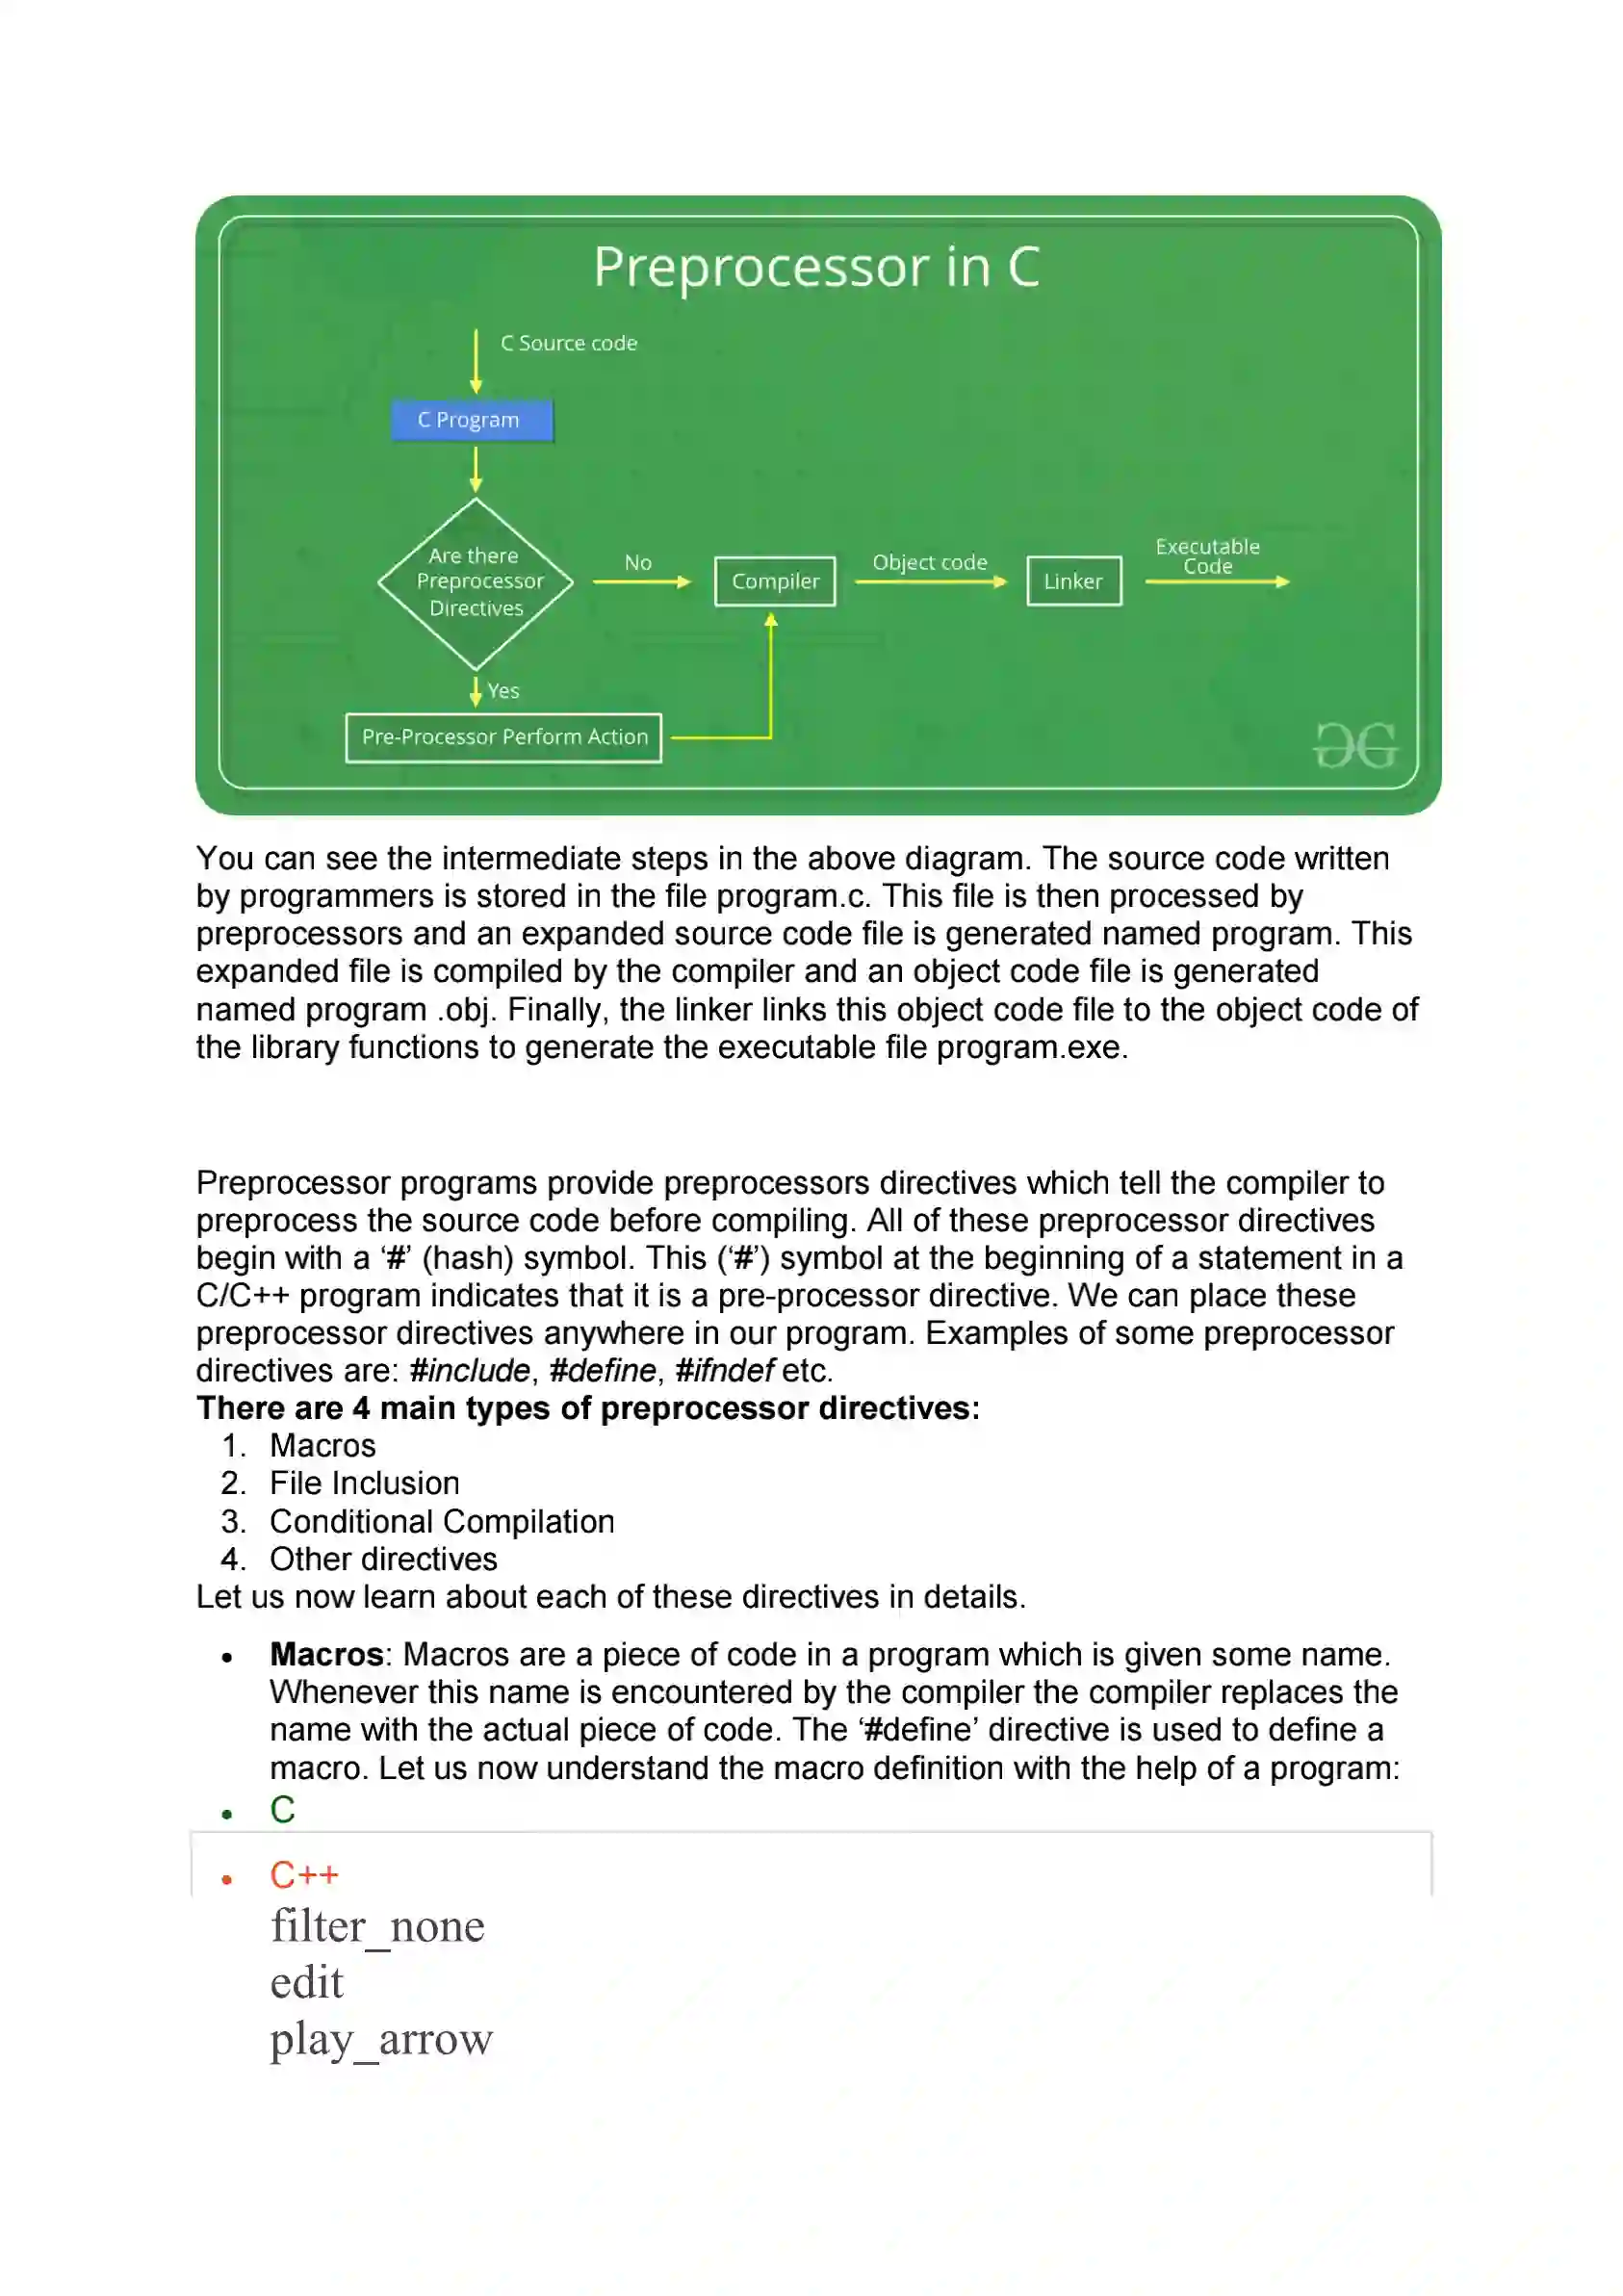 Preprocessor in C
C Source code
C Program
Are there
Preprocessor
Directives
No
Compiler
Object code
Linker
Executable
Code
Yes
Pre-Processor Perform Action
You can see the intermediate steps in the above diagram. The source code written
by programmers is stored in the file program.c. This file is then processed by
preprocessors and an expanded source code file is generated named program. This
expanded file is compiled by the compiler and an object code file is generated
named program .obj. Finally, the linker links this object code file to the object code of
the library functions to generate the executable file program.exe.
Preprocessor programs provide preprocessors directives which tell the compiler to
preprocess the source code before compiling. All of these preprocessor directives
begin with a ‘#’ (hash) symbol. This (‘#’) symbol at the beginning of a statement in a
C/C++ program indicates that it is a pre-processor directive. We can place these
preprocessor directives anywhere in our program. Examples of some preprocessor
directives are: #include, #define, #ifndef etc.
There are 4 main types of preprocessor directives:
1. Macros
2. File Inclusion
3. Conditional Compilation
4. Other directives
Let us now learn about each of these directives in details.
• Macros: Macros are a piece of code in a program which is given some name.
Whenever this name is encountered by the compiler the compiler replaces the
name with the actual piece of code. The ‘#define’ directive is used to define a
macro. Let us now understand the macro definition with the help of a program:
• C
• C++
filter_none
edit
play_arrow